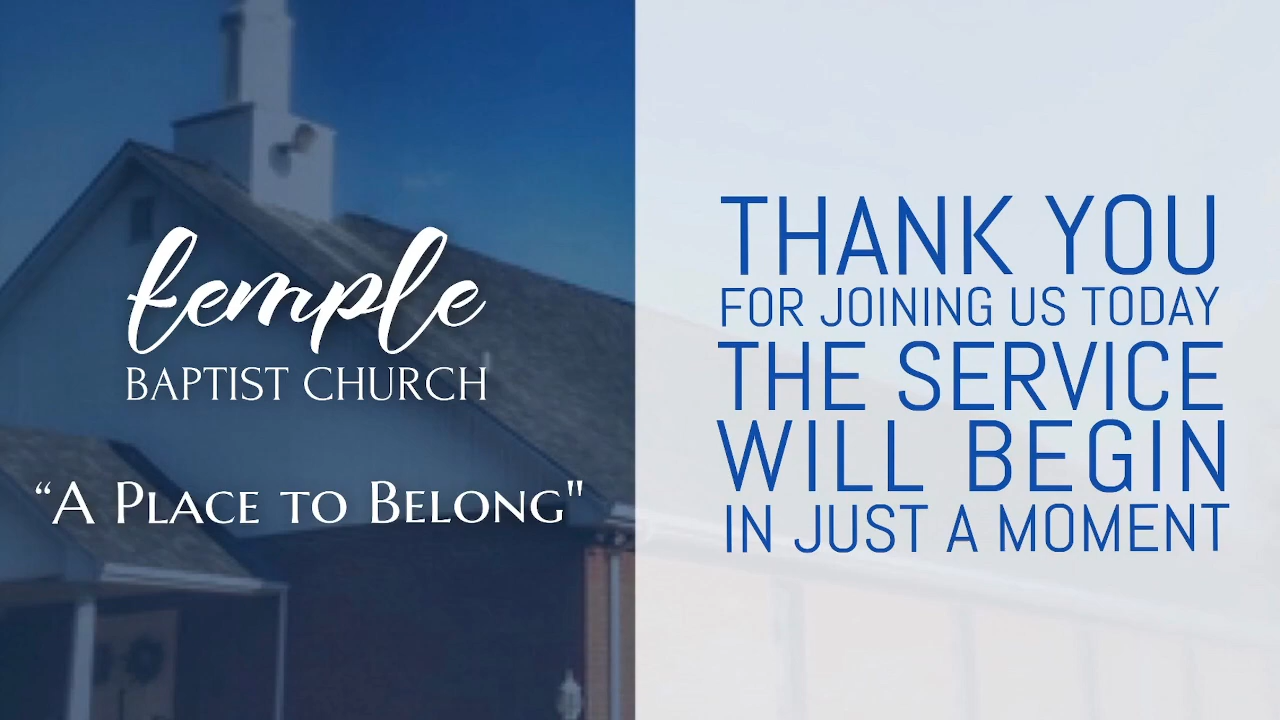 temple
BAPTIST CHURCH
“A PLACE TO BELONG"
THANK YOU
FOR JOINING US TODAY
THE SERVICE
WILL BEGIN
IN JUST A MOMENT